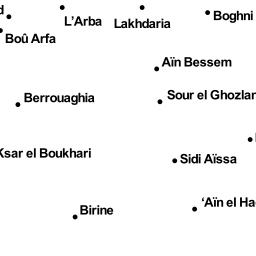 Boghni
L'Arba
Lakhdaria
Boû Arfa
Aïn Bessem
Berrouaghia
Sour el Ghozlan
Ksar el Boukhari
Sidi Aïssa
'Aïn el Ha
Birine